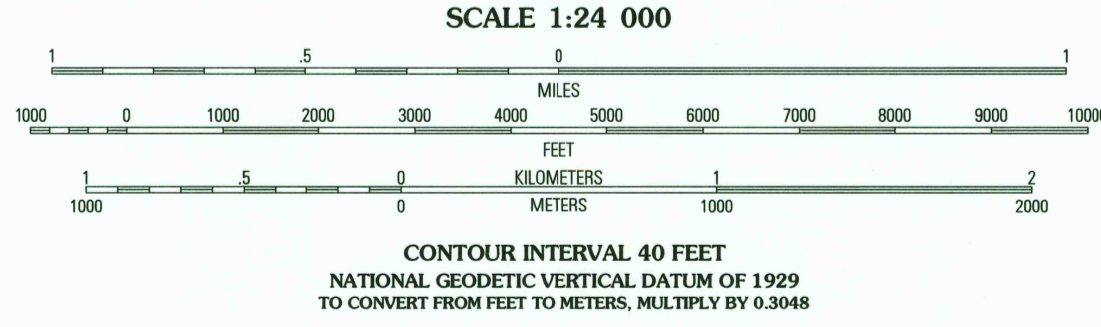 SCALE 1:24 000
1 .5 0 1
MILES
1000 0 1000 2000 3000 4000 5000 6000 7000 8000 9000 1000
FEET
1 .5 0 KILOMETERS 1 2
1000 0 METERS 1000 2000
CONTOUR INTERVAL 40 FEET
NATIONAL GEODETIC VERTICAL DATUM OF 1929
TO CONVERT FROM FEET TO METERS, MULTIPLY BY 0.3048